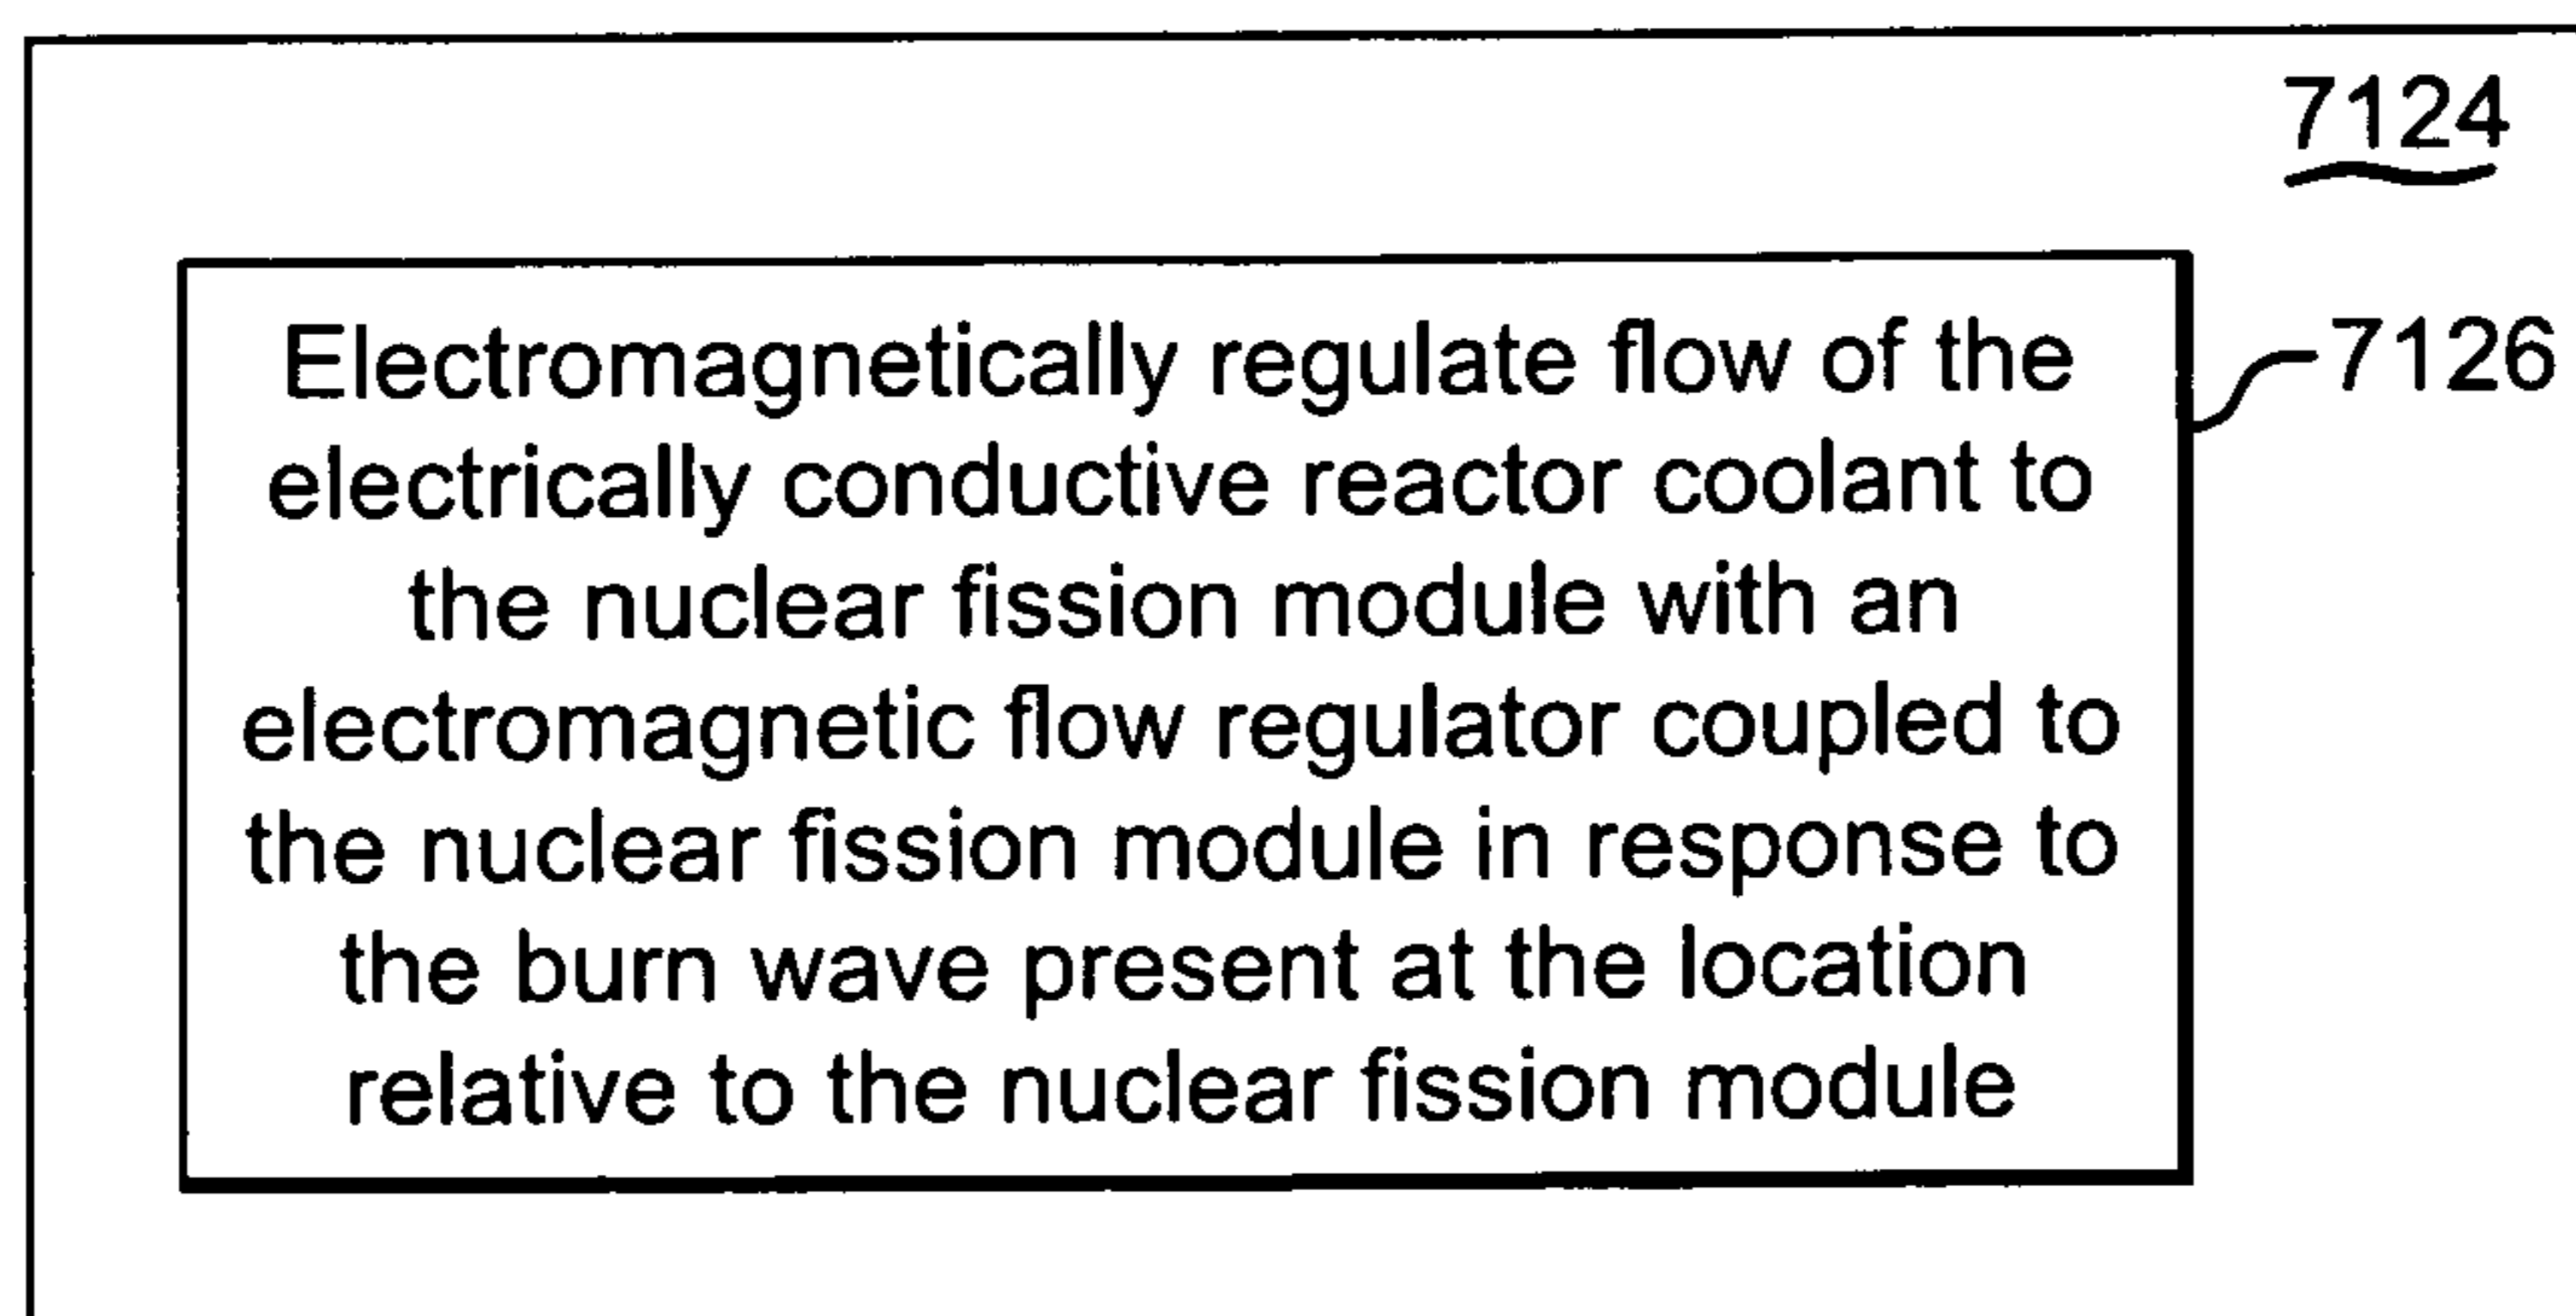 7124
Electromagnetically regulate flow of the
electrically conductive reactor coolant to
the nuclear fission module with an
electromagnetic flow regulator coupled to
the nuclear fission module in response to
the burn wave present at the location
relative to the nuclear fission module
7126